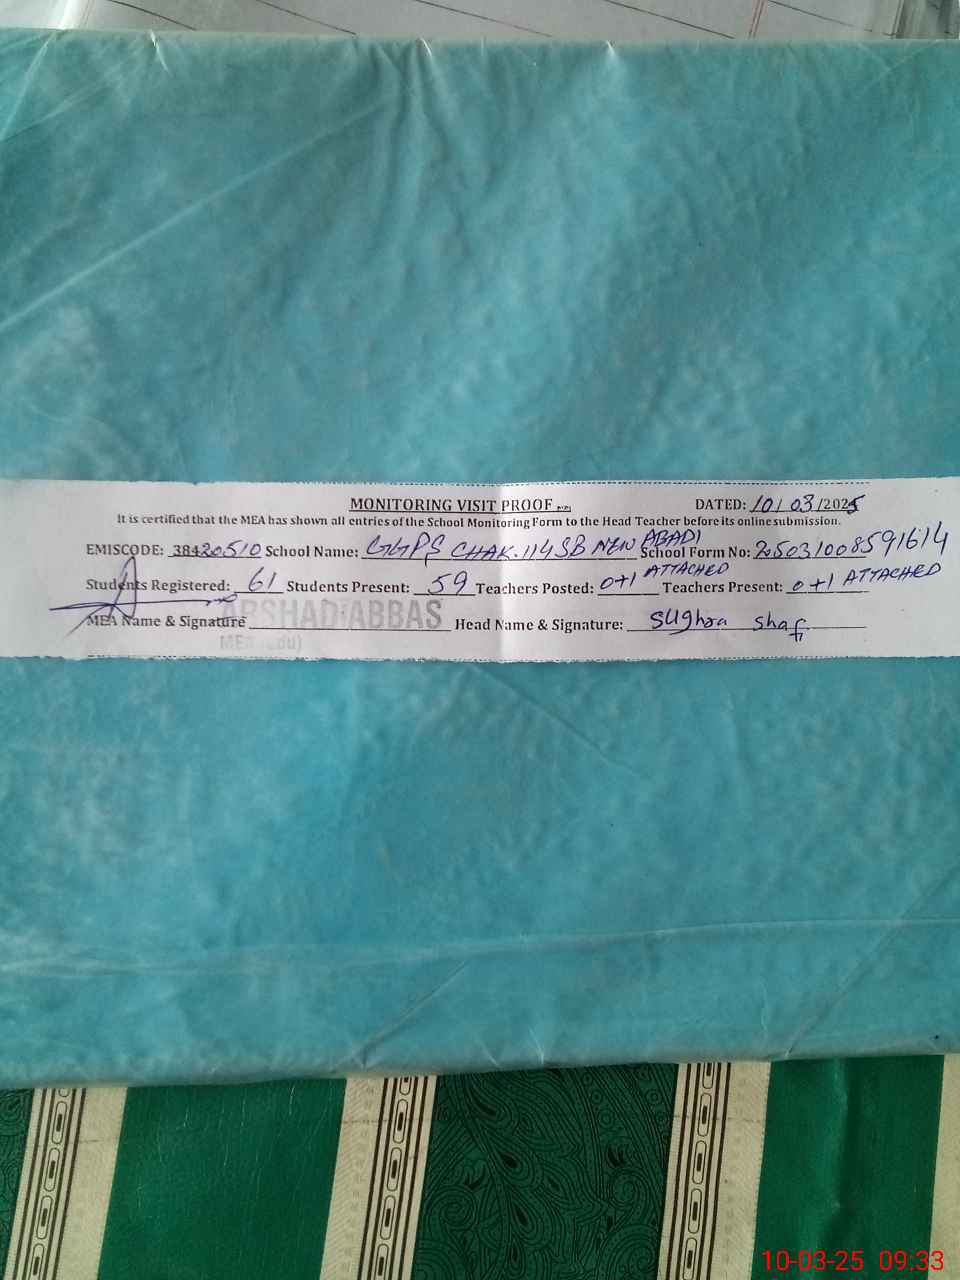 MONITORING VISIT PROOF DATED: 10/03/2025
It is certified that the MEA has shown all entries of the School Monitoring Form to the Head Teacher before its online submission.
EMISCODE: 38420510 School Name: GGPS CHAK.114SB NEW ABADI School Form No: 25031008591614
Students Registered: 61 Students Present: 59 Teachers Posted: 0+1 ATTACHED Teachers Present: 0+1 ATTACHED
MEA Name & Signature ARSHAD ABBAS Head Name & Signature: Sughra Shafi
10-03-25 09:33